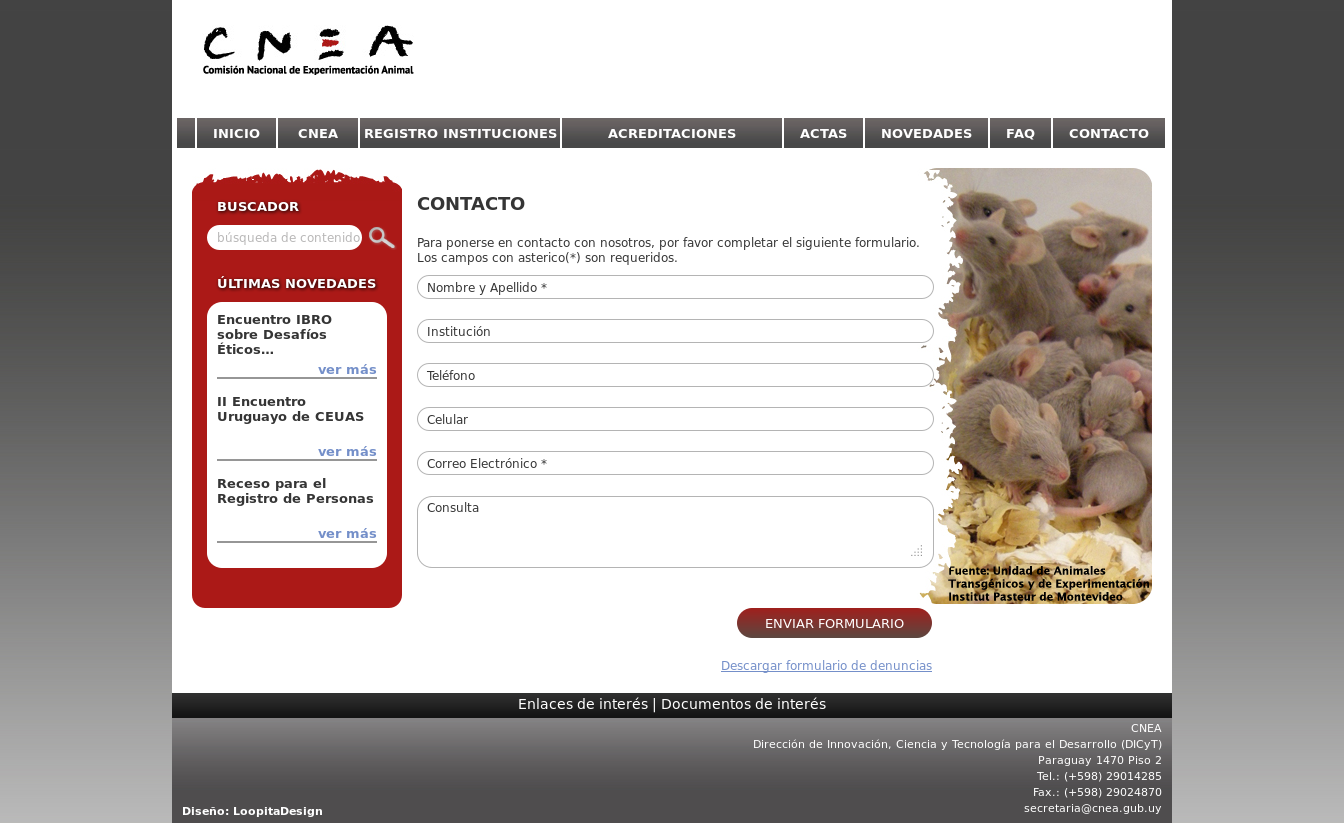 CNEA
Comisión Nacional de Experimentación Animal
INICIO
CNEA
REGISTRO INSTITUCIONES
ACREDITACIONES
ACTAS
NOVEDADES
FAQ
CONTACTO
BUSCADOR
búsqueda de contenido
ÚLTIMAS NOVEDADES
Encuentro IBRO
sobre Desafíos
Éticos...
ver más
II Encuentro
Uruguayo de CEUAS
ver más
Receso para el
Registro de Personas
ver más
CONTACTO
Para ponerse en contacto con nosotros, por favor completar el siguiente formulario.
Los campos con asterico(*) son requeridos.
Nombre y Apellido *
Institución
Teléfono
Celular
Correo Electrónico *
Consulta
ENVIAR FORMULARIO
Descargar formulario de denuncias
Fuente: Unidad de Animales
Transgénicos y de Experimentación
Institut Pasteur de Montevideo
Enlaces de interés | Documentos de interés
CNEA
Dirección de Innovación, Ciencia y Tecnología para el Desarrollo (DICyT)
Paraguay 1470 Piso 2
Tel.: (+598) 29014285
Fax.: (+598) 29024870
secretaria@cnea.gub.uy
Diseño: LoopitaDesign